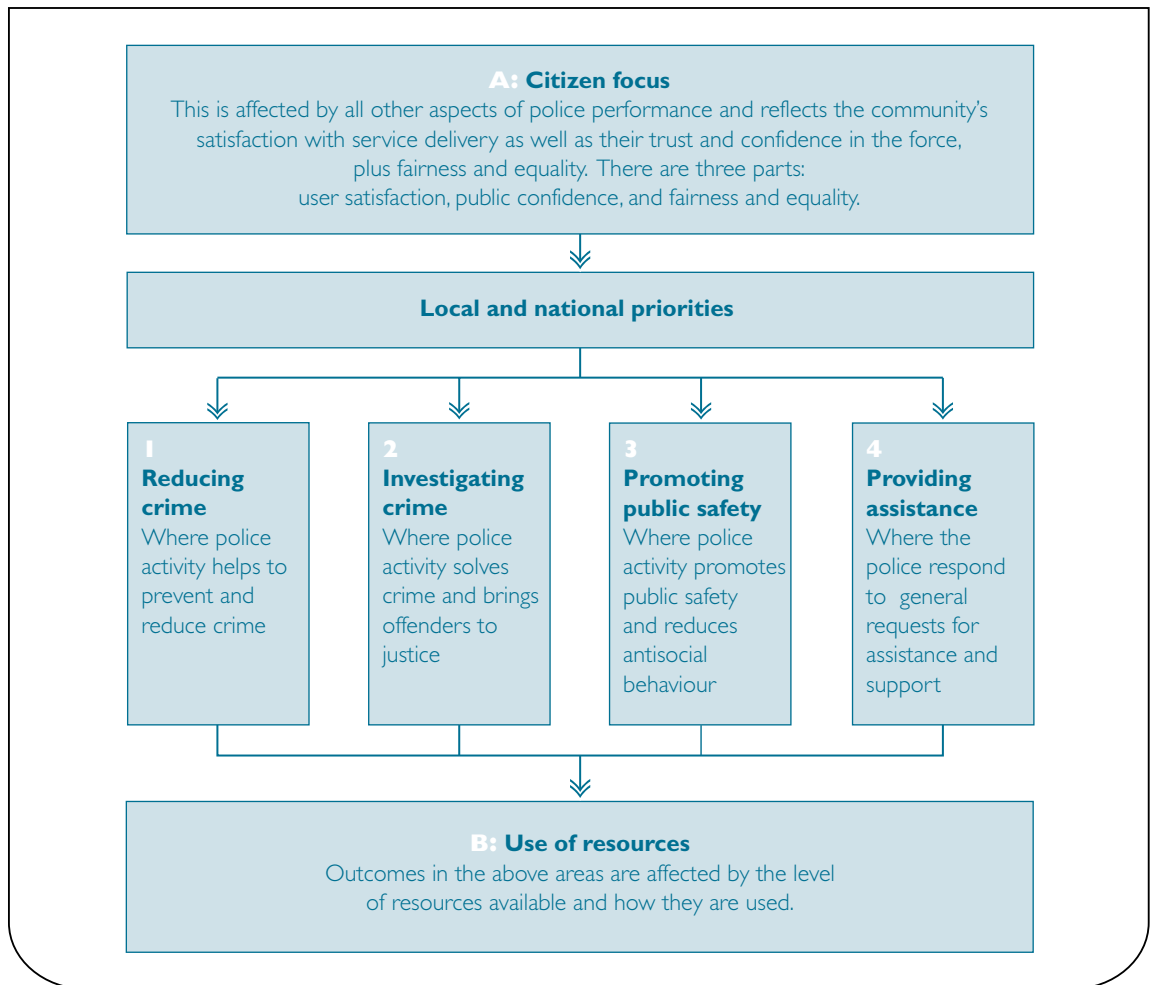 A: Citizen focus
This is affected by all other aspects of police performance and reflects the community's
satisfaction with service delivery as well as their trust and confidence in the force,
plus fairness and equality. There are three parts:
user satisfaction, public confidence, and fairness and equality.
Local and national priorities
1
Reducing
crime
Where police
activity helps to
prevent and
reduce crime
2
Investigating
crime
Where police
activity solves
crime and brings
offenders to
justice
3
Promoting
public safety
Where police
activity promotes
public safety
and reduces
antisocial
behaviour
4
Providing
assistance
Where the
police respond
to general
requests for
assistance and
support
B: Use of resources
Outcomes in the above areas are affected by the level
of resources available and how they are used.